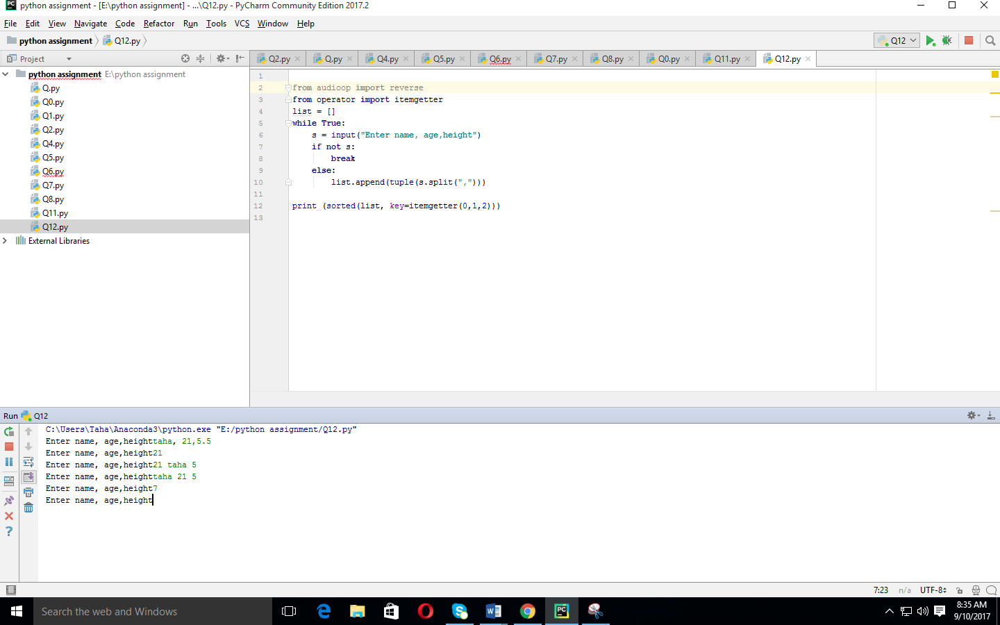 python assignment - [E:\python assignment] - ...\Q12.py - PyCharm Community Edition 2017.2
File Edit View Navigate Code Refactor Run Tools VCS Window Help
python assignment Q12.py Q12
Project Q2.py Q.py Q4.py Q5.py Q6.py Q7.py Q8.py Q0.py Q11.py Q12.py
python assignment E:\python assignment
Q.py
Q0.py
Q1.py
Q2.py
Q4.py
Q5.py
Q6.py
Q7.py
Q8.py
Q11.py
Q12.py
External Libraries
1
2 from audioop import reverse
3 from operator import itemgetter
4 list = []
5 while True:
6 s = input("Enter name, age,height")
7 if not s:
8 break
9 else:
10 list.append(tuple(s.split(",")))
11
12 print (sorted(list, key=itemgetter(0,1,2)))
13
Run Q12
C:\Users\Taha\Anaconda3\python.exe "E:/python assignment/Q12.py"
Enter name, age,heighttaha, 21,5.5
Enter name, age,height21
Enter name, age,height21 taha 5
Enter name, age,heighttaha 21 5
Enter name, age,height7
Enter name, age,height
7:23 n/a UTF-8
Search the web and Windows
8:35 AM
9/10/2017